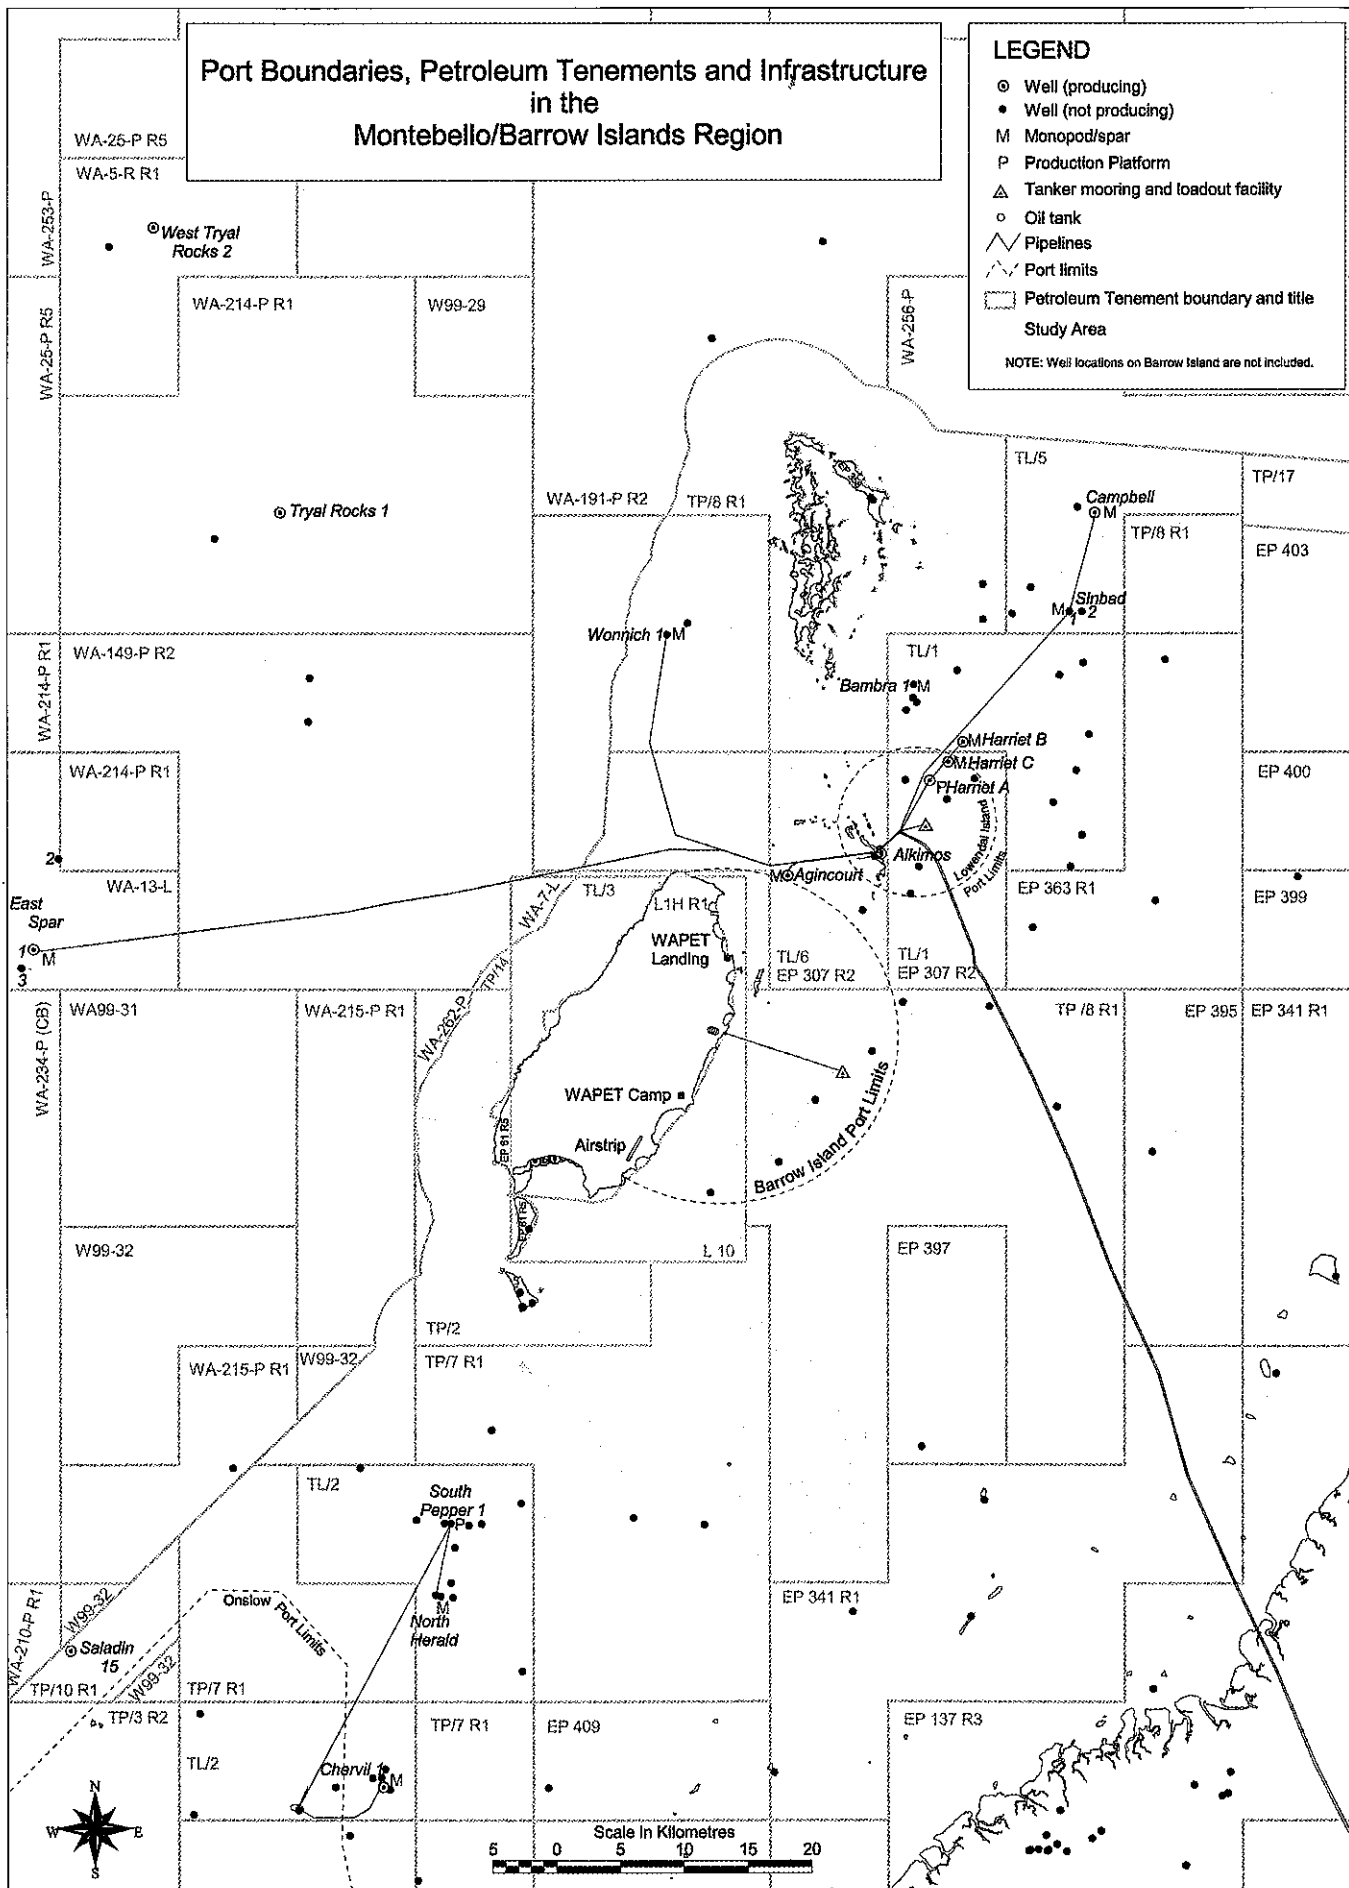 Port Boundaries, Petroleum Tenements and Infrastructure
in the
Montebello/Barrow Islands Region
LEGEND
Well (producing)
Well (not producing)
M Monopod/spar
P Production Platform
Tanker mooring and loadout facility
Oil tank
Pipelines
Port limits
Petroleum Tenement boundary and title
Study Area
NOTE: Well locations on Barrow Island are not included.
WA-25-P R5
WA-5-R R1
WA-253-P
West Tryal
Rocks 2
WA-214-P R1
W99-29
WA-25-P R5
WA-256-P
TL/5
TP/17
Campbell
M
WA-191-P R2
TP/8 R1
Tryal Rocks 1
TP/8 R1
EP 403
Sinbad
M
1 2
Wonnich 1
M
WA-149-P R2
WA-214-P R1
TL/1
Bambra 1
M
M
Harriet B
M
Harriet C
P
Harriet A
WA-214-P R1
EP 400
Lowendal Island
Port Limits
2
Alkimos
WA-13-L
M
Agincourt
EP 363 R1
EP 399
East
Spar
1
M
3
WA-7-L
TL/3
L1H R1
WAPET
Landing
TP/14
TL/6
EP 307 R2
TL/1
EP 307 R2
WA99-31
WA-215-P R1
WA-262-P
TP /8 R1
EP 395
EP 341 R1
WA-234-P (CB)
WAPET Camp
Airstrip
EP 61 R5
Barrow Island Port Limits
EP 61 R5
W99-32
L 10
EP 397
TP/2
W99-32
WA-215-P R1
TP/7 R1
TL/2
South
Pepper 1
P
M
North
Herald
EP 341 R1
WA-210-P R1
W99-32
Onslow
Port Limits
Saladin
15
W99-32
TP/10 R1
TP/7 R1
TP/3 R2
TP/7 R1
EP 409
EP 137 R3
TL/2
Chervil 1
M
N
W
E
S
Scale In Kilometres
5 0 5 10 15 20